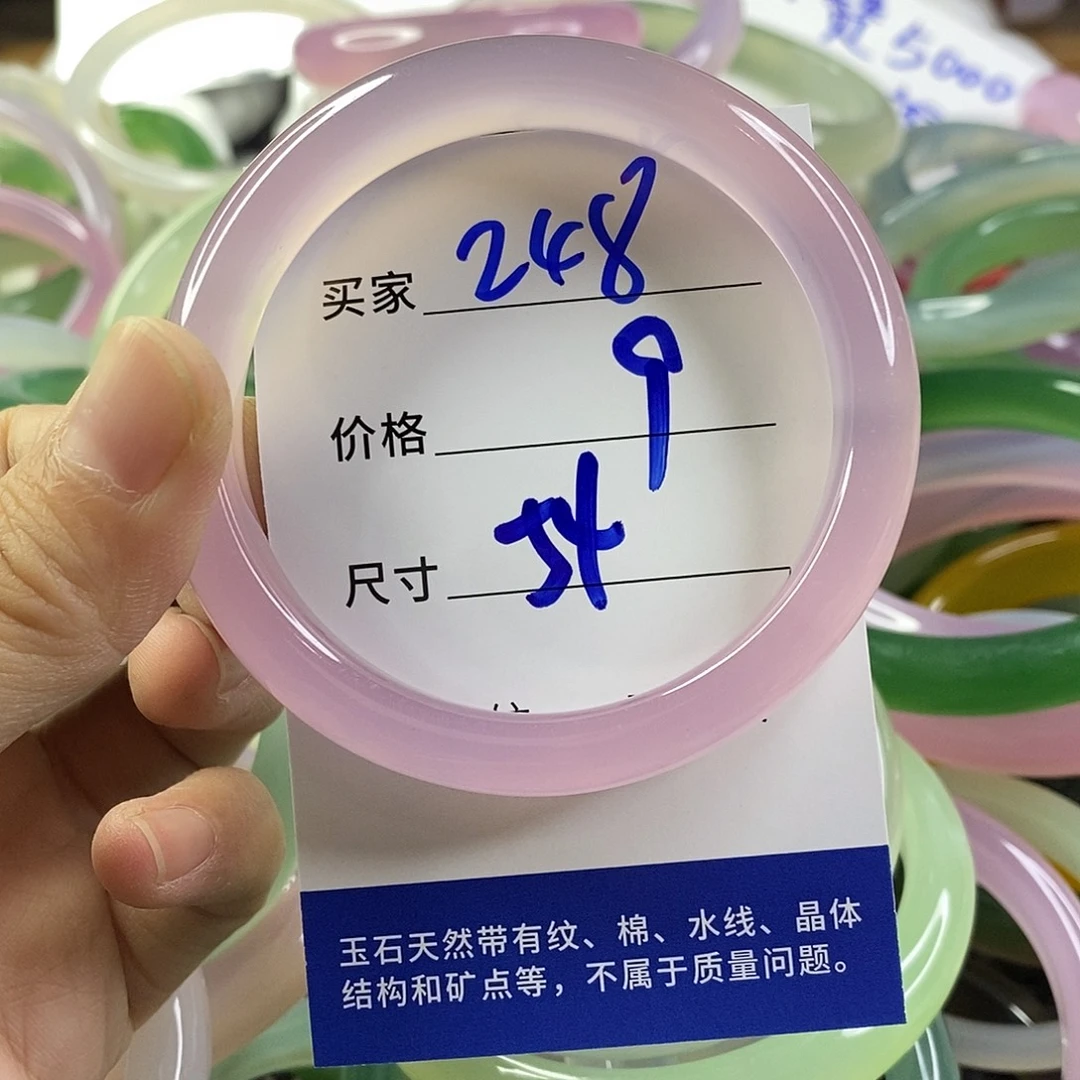 5000
买家 248
价格 9
尺寸 54
玉石天然带有纹、棉、水线、晶体
结构和矿点等，不属于质量问题。